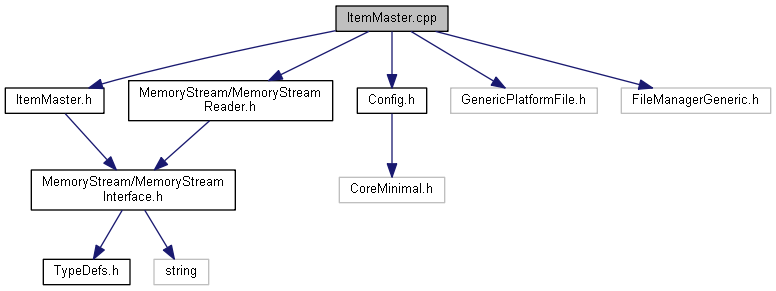 ItemMaster.cpp
ItemMaster.h
MemoryStream/MemoryStream
Reader.h
Config.h
GenericPlatformFile.h
FileManagerGeneric.h
MemoryStream/MemoryStream
Interface.h
CoreMinimal.h
TypeDefs.h
string